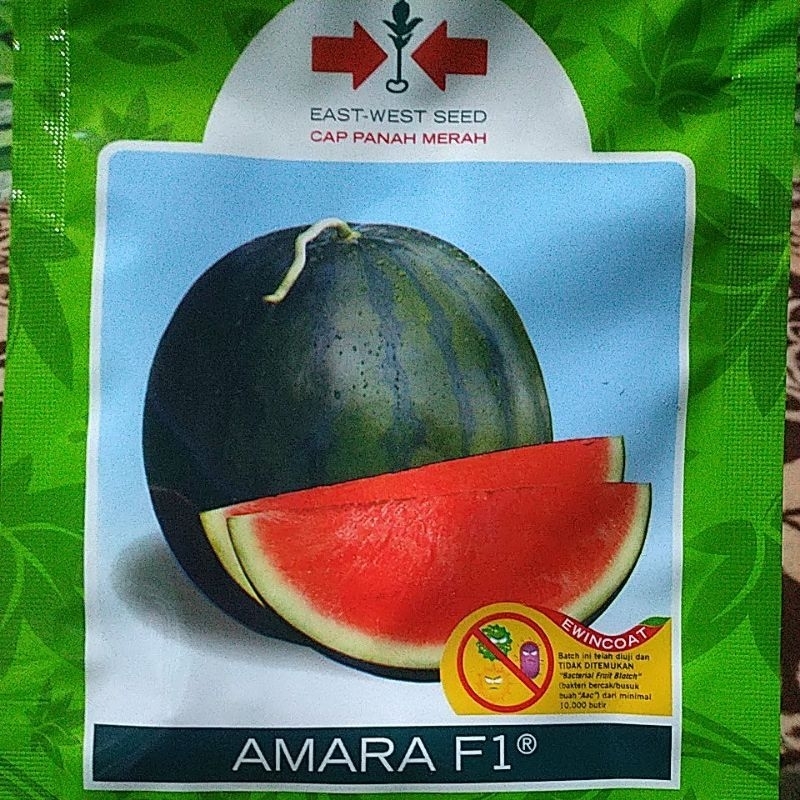 EAST-WEST SEED
CAP PANAH MERAH
EWINCOAT
Batch ini telah diuji dan
TIDAK DITEMUKAN
"Bacterial Fruit Blotch"
(bakteri bercak/busuk
buah "Aac") dari minimal
10.000 butir
AMARA F1®